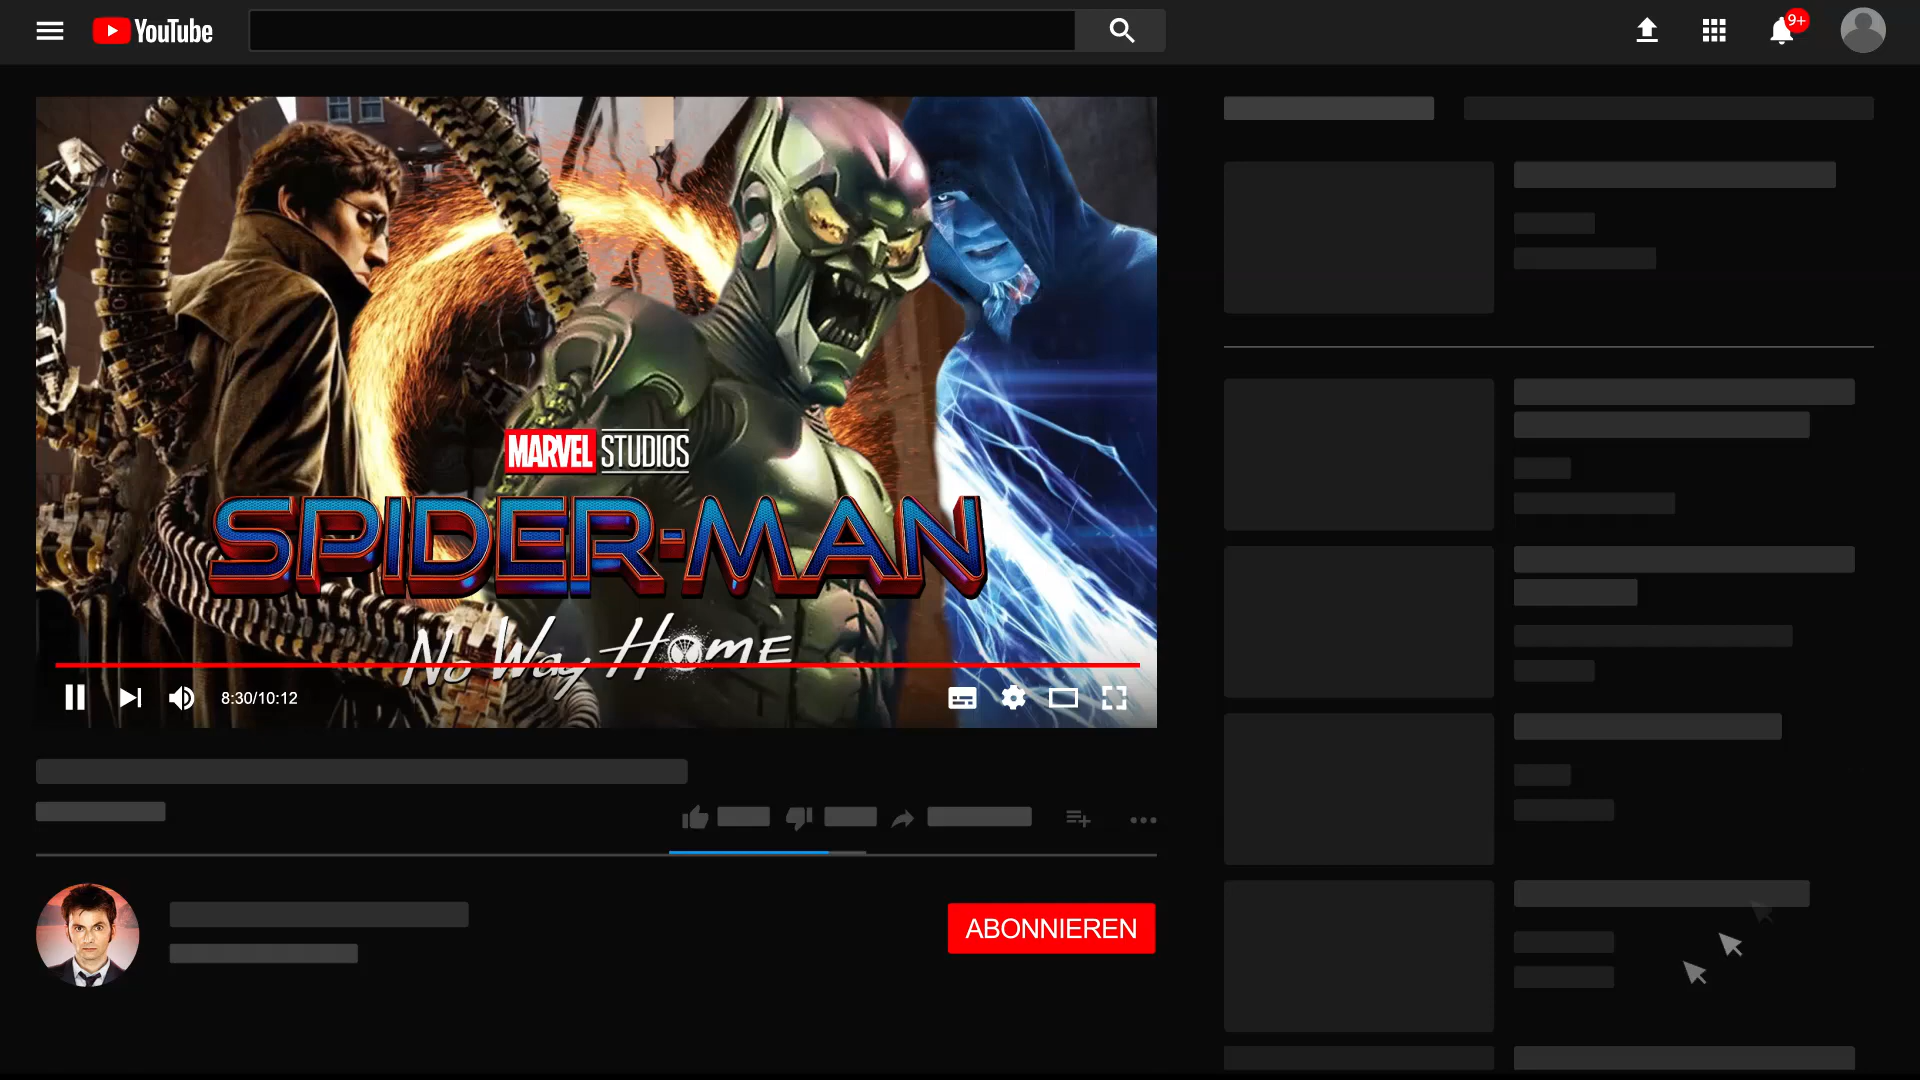 YouTube
9+
MARVEL STUDIOS
SPIDER-MAN
No Way Home
8:30/10:12
ABONNIEREN